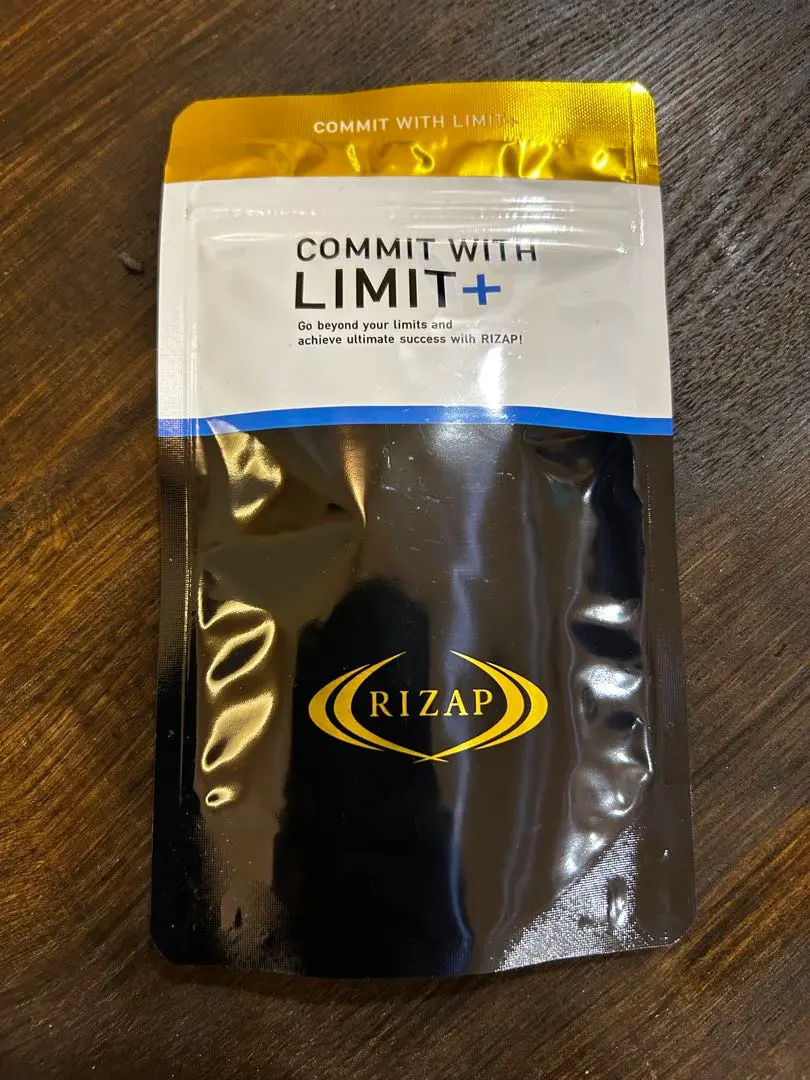 COMMIT WITH LIMIT+
COMMIT WITH
LIMIT+
Go beyond your limits and
achieve ultimate success with RIZAP!
RIZAP